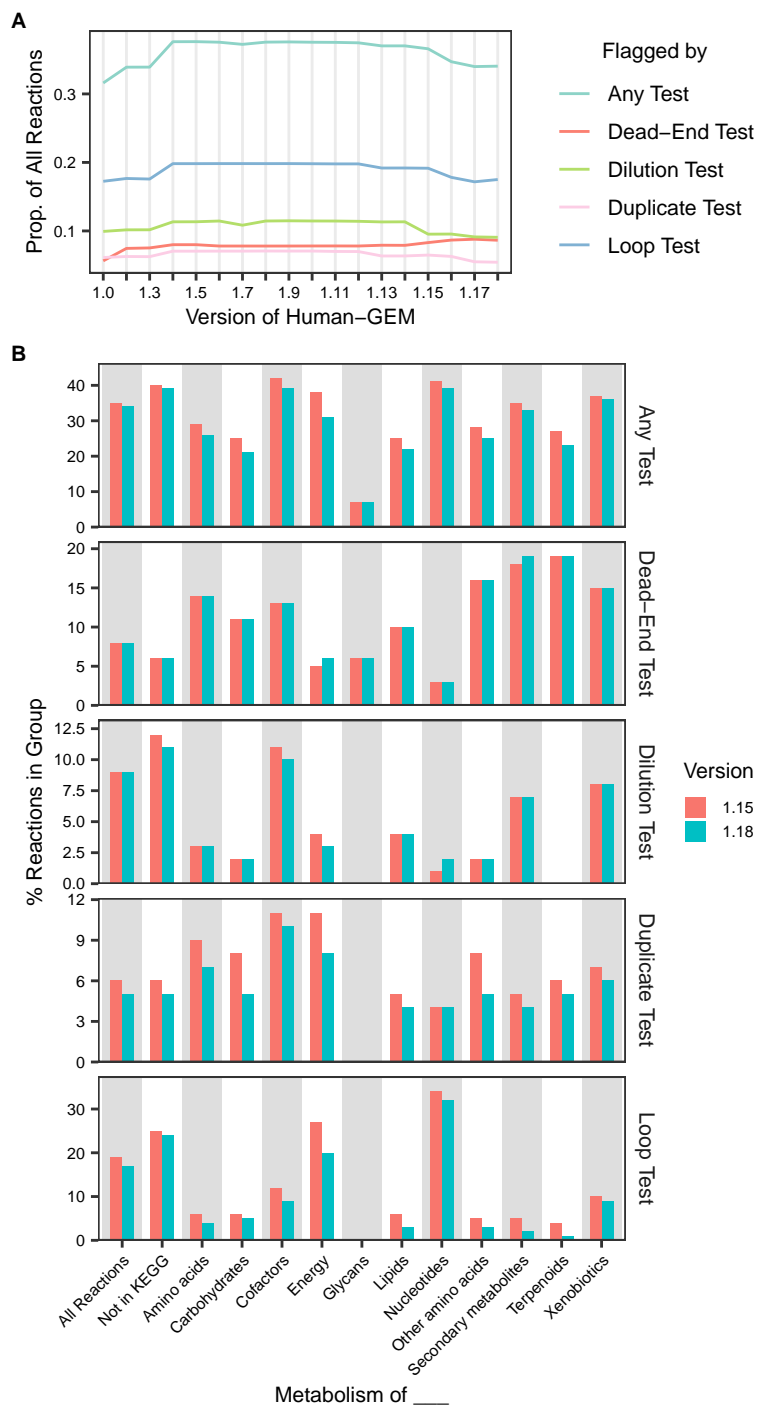 A
Prop. of All Reactions
0.3
0.2
0.1
1.0 1.3 1.5 1.7 1.9 1.11 1.13 1.15 1.17
Version of Human−GEM
Flagged by
Any Test
Dead−End Test
Dilution Test
Duplicate Test
Loop Test
B
% Reactions in Group
40
30
20
10
0
Any Test
20
15
10
5
0
Dead−End Test
12.5
10.0
7.5
5.0
2.5
0.0
Dilution Test
12
9
6
3
0
Duplicate Test
30
20
10
0
Loop Test
All Reactions
Not in KEGG
Amino acids
Carbohydrates
Cofactors
Energy
Glycans
Lipids
Nucleotides
Other amino acids
Secondary metabolites
Terpenoids
Xenobiotics
Metabolism of ___
Version
1.15
1.18